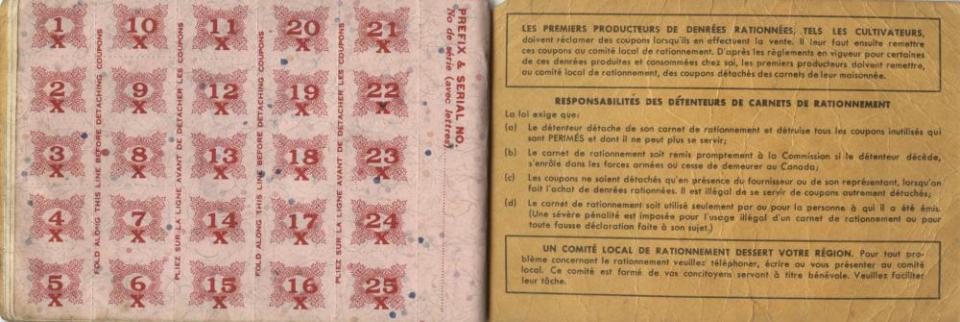 1 10 11 20 21
X X X X X
2 9 12 19 22
X X X X X
3 8 13 18 23
X X X X X
4 7 14 17 24
X X X X X
5 6 15 16 25
X X X X X
FOLD ALONG THIS LINE BEFORE DETACHING COUPONS
PLIEZ SUR LA LIGNE AVANT DE DÉTACHER LES COUPONS
FOLD ALONG THIS LINE BEFORE DETACHING COUPONS
PLIEZ SUR LA LIGNE AVANT DE DÉTACHER LES COUPONS
PREFIX & SERIAL NO.
No de série (avec lettre)
LES PREMIERS PRODUCTEURS DE DENRÉES RATIONNÉES, TELS LES CULTIVATEURS,
doivent réclamer des coupons lorsqu'ils en effectuent la vente. Il leur faut ensuite remettre
ces coupons au comité local de rationnement. D'après les règlements en vigueur pour certaines
de ces denrées produites et consommées chez soi, les premiers producteurs doivent remettre,
au comité local de rationnement, des coupons détachés des carnets de leur maisonnée.
RESPONSABILITÉS DES DÉTENTEURS DE CARNETS DE RATIONNEMENT
La loi exige que:
(a) Le détenteur détache de son carnet de rationnement et détruise tous les coupons inutilisés qui
sont PERIMÉS et dont il ne peut plus se servir;
(b) Le carnet de rationnement soit remis promptement à la Commission si le détenteur décède,
s'enrôle dans les forces armées ou cesse de demeurer au Canada;
(c) Les coupons ne soient détachés qu'en présence du fournisseur ou de son représentant, lorsqu'on
fait l'achat de denrées rationnées. Il est illégal de se servir de coupons autrement détachés;
(d) Le carnet de rationnement soit utilisé seulement par ou pour la personne à qui il a été émis.
(Une sévère pénalité est imposée pour l'usage illégal d'un carnet de rationnement ou pour
toute fausse déclaration faite à son sujet.)
UN COMITÉ LOCAL DE RATIONNEMENT DESSERT VOTRE RÉGION. Pour tout pro-
blème concernant le rationnement veuillez téléphoner, écrire ou vous présenter au comité
local. Ce comité est formé de vos concitoyens servant à titre bénévole. Veuillez faciliter
leur tâche.